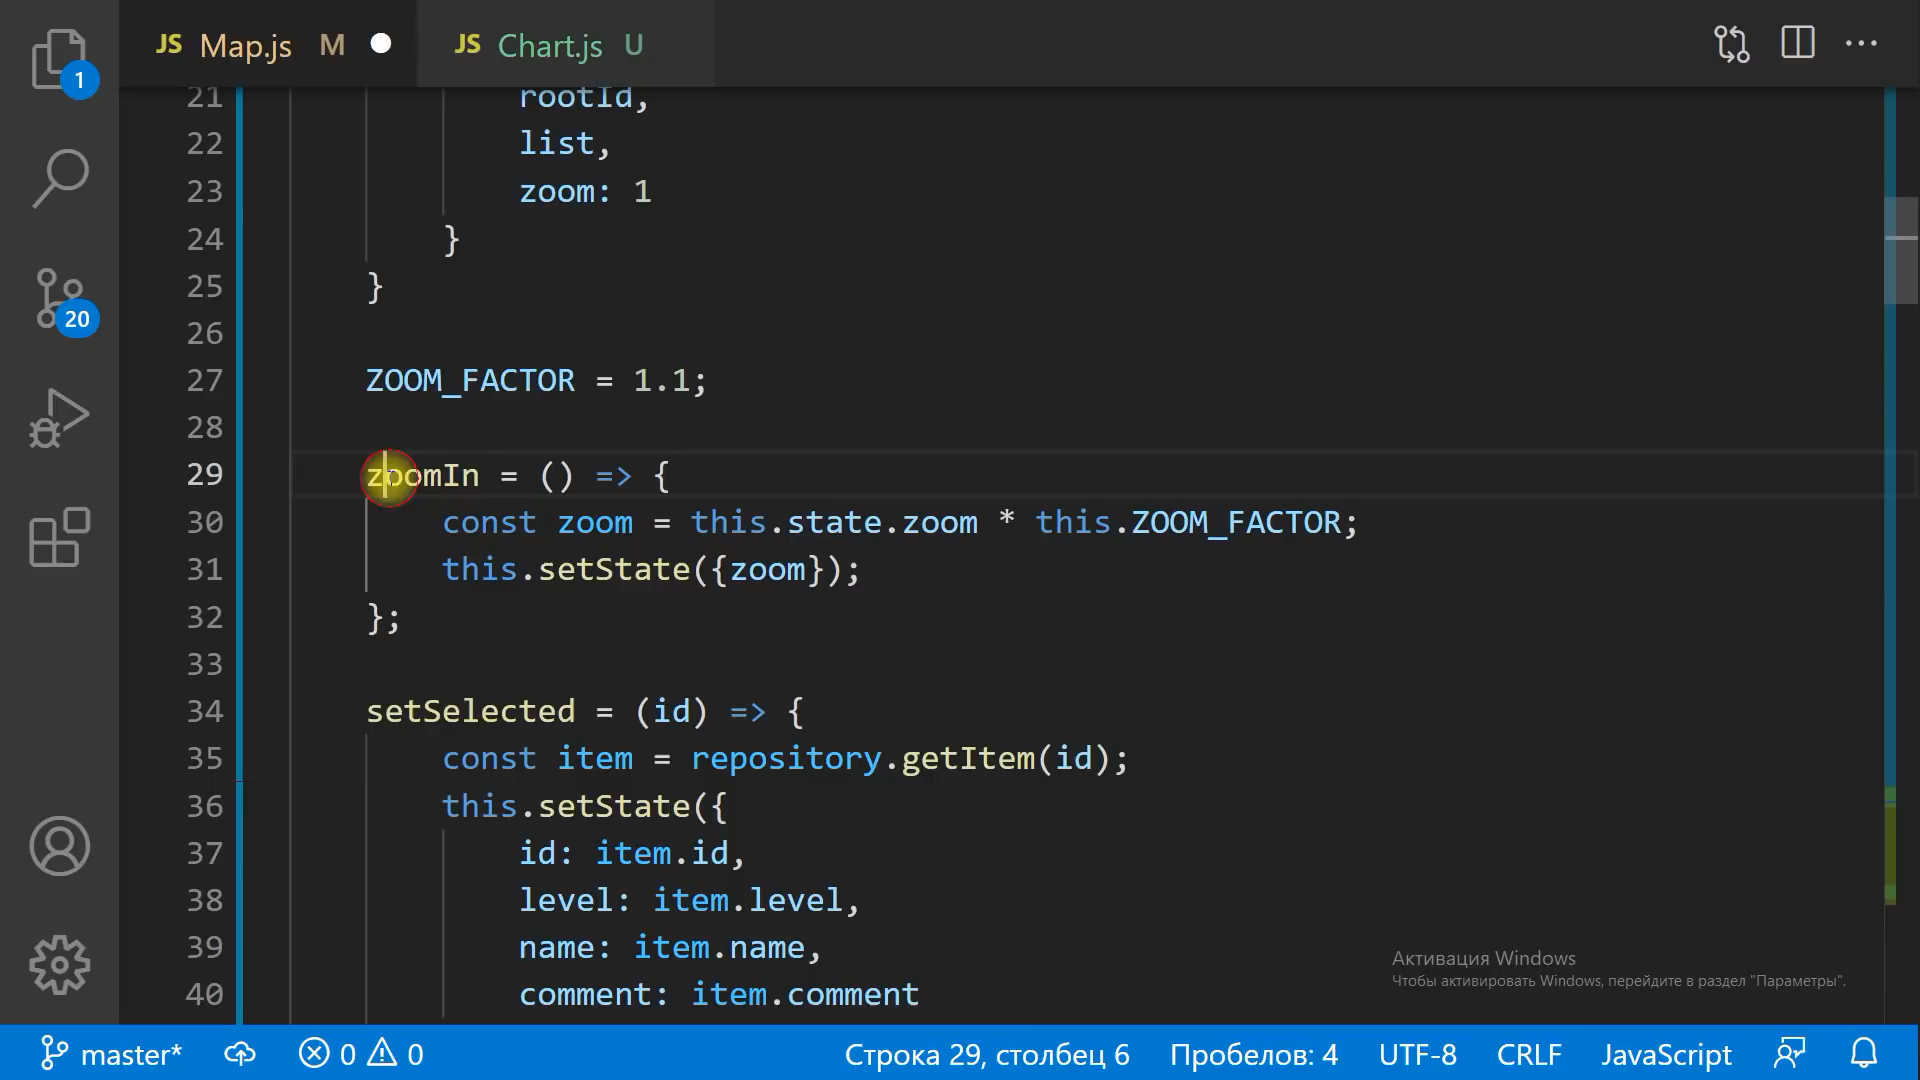 JS Map.js M JS Chart.js U
1
21 rootId,
22 list,
23 zoom: 1
24 }
25 }
26
27 ZOOM_FACTOR = 1.1;
28
29 zoomIn = () => {
30 const zoom = this.state.zoom * this.ZOOM_FACTOR;
31 this.setState({zoom});
32 };
33
34 setSelected = (id) => {
35 const item = repository.getItem(id);
36 this.setState({
37 id: item.id,
38 level: item.level,
39 name: item.name,
40 comment: item.comment
20
Активация Windows
Чтобы активировать Windows, перейдите в раздел "Параметры".
master* 0 0 Строка 29, столбец 6 Пробелов: 4 UTF-8 CRLF JavaScript